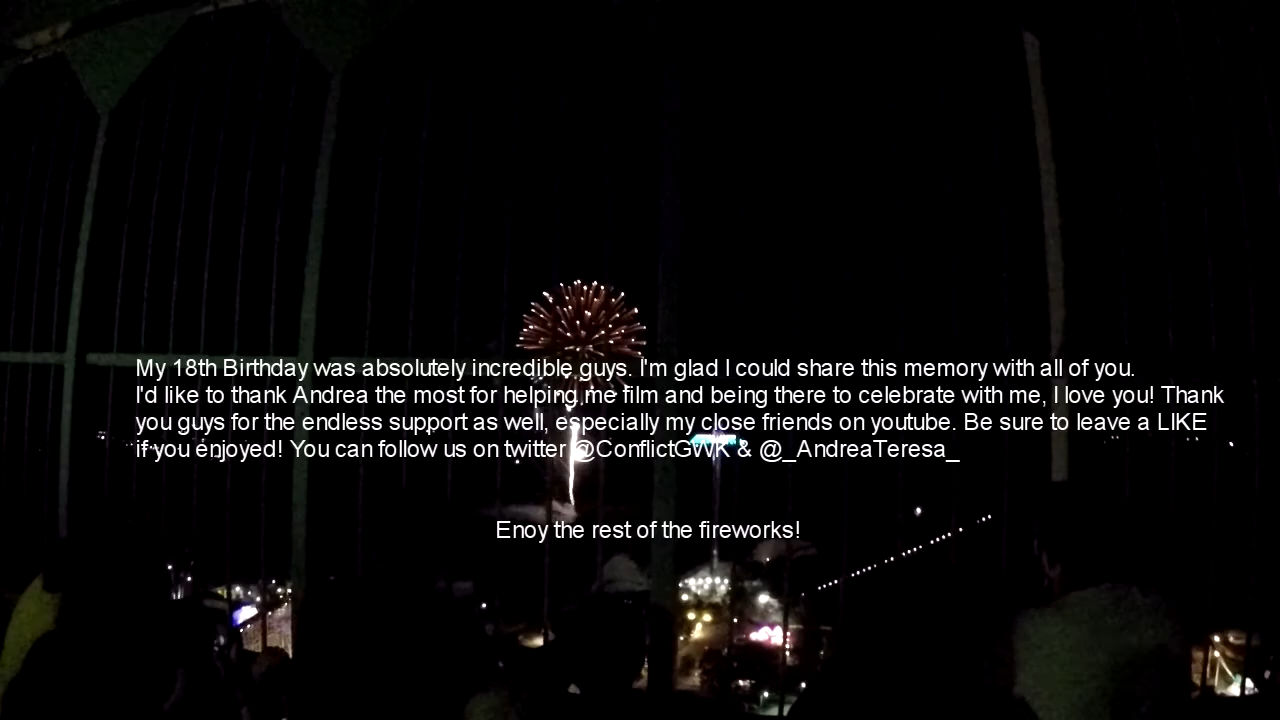 My 18th Birthday was absolutely incredible guys. I'm glad I could share this memory with all of you.
I'd like to thank Andrea the most for helping me film and being there to celebrate with me, I love you! Thank
you guys for the endless support as well, especially my close friends on youtube. Be sure to leave a LIKE
if you enjoyed! You can follow us on twitter @ConflictGWK & @_AndreaTeresa_
Enoy the rest of the fireworks!